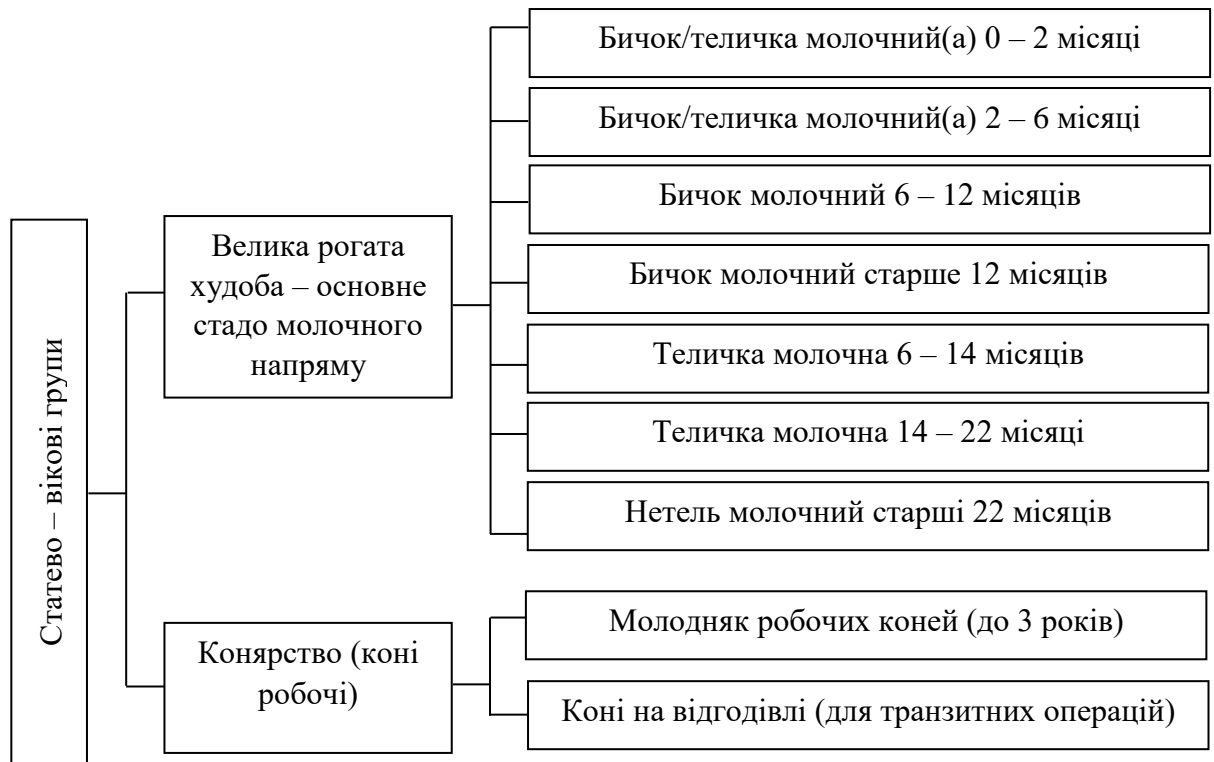 Статево – вікові групи
Велика рогата
худоба – основне
стадо молочного
напряму
Бичок/теличка молочний(а) 0 – 2 місяці
Бичок/теличка молочний(а) 2 – 6 місяці
Бичок молочний 6 – 12 місяців
Бичок молочний старше 12 місяців
Теличка молочна 6 – 14 місяців
Теличка молочна 14 – 22 місяці
Нетель молочний старші 22 місяців
Конярство (коні
робочі)
Молодняк робочих коней (до 3 років)
Коні на відгодівлі (для транзитних операцій)